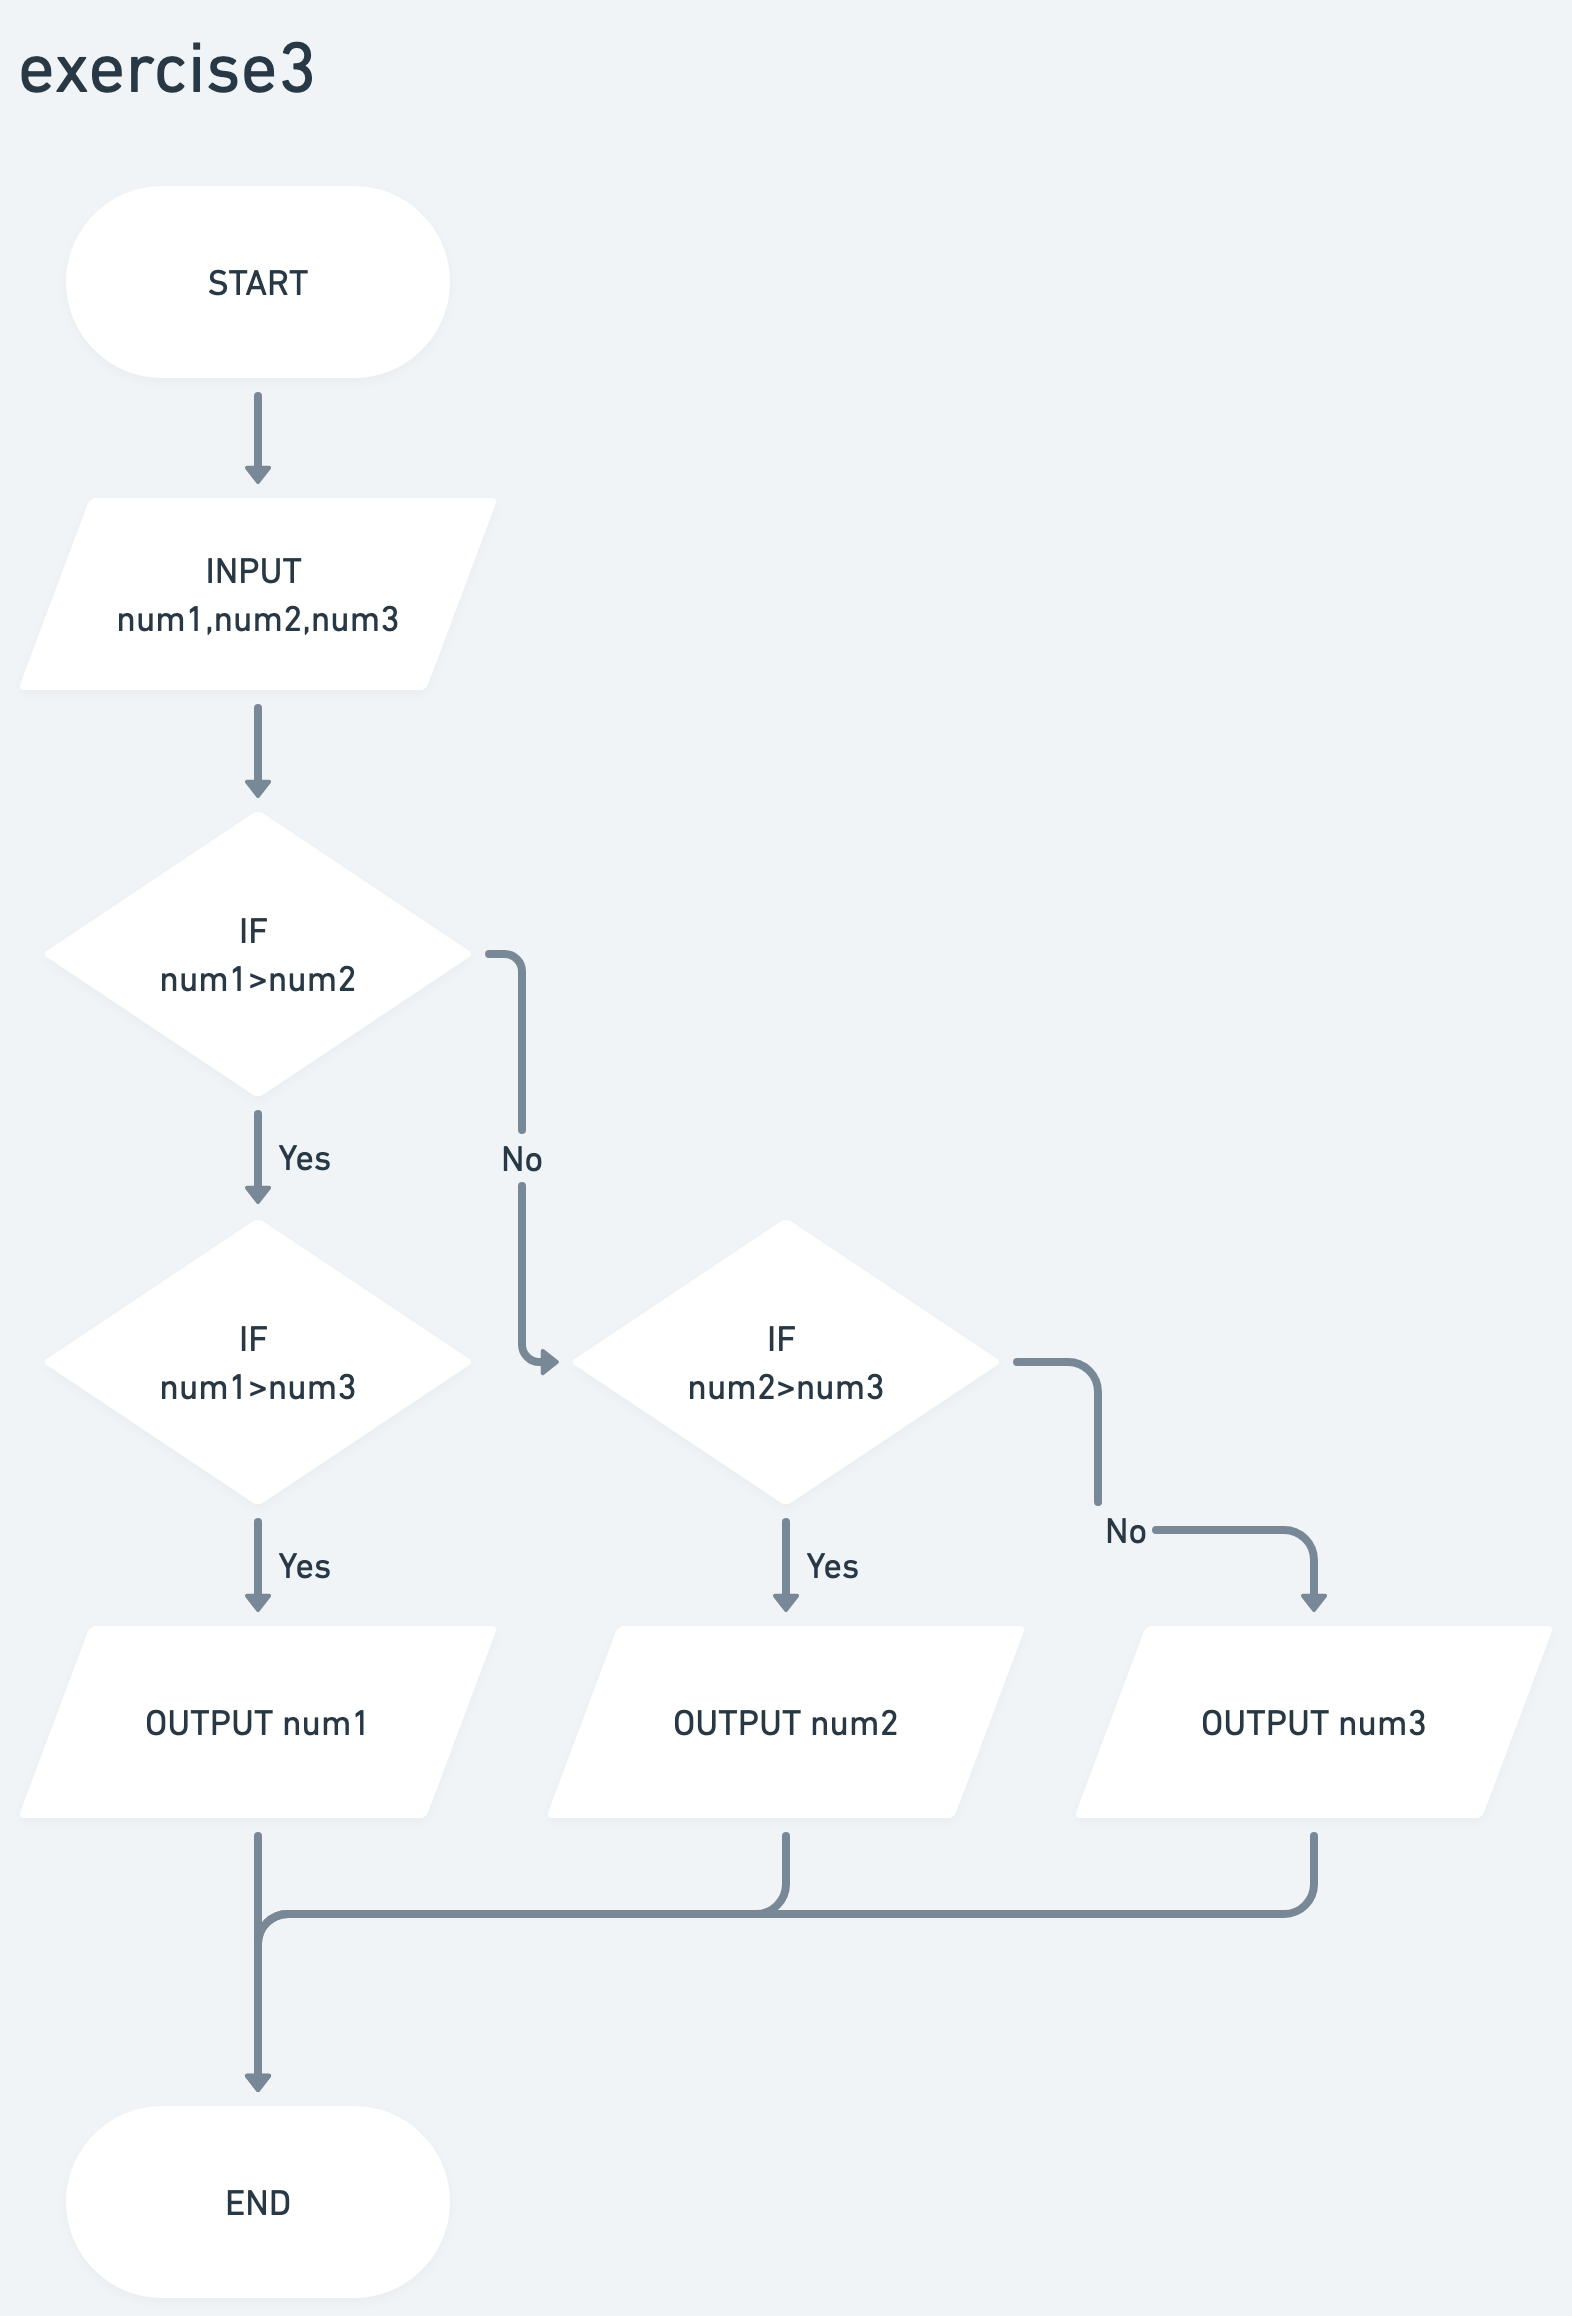 exercise3
START
INPUT
num1,num2,num3
IF
num1>num2
Yes
No
IF
num1>num3
IF
num2>num3
No
Yes
Yes
OUTPUT num1
OUTPUT num2
OUTPUT num3
END